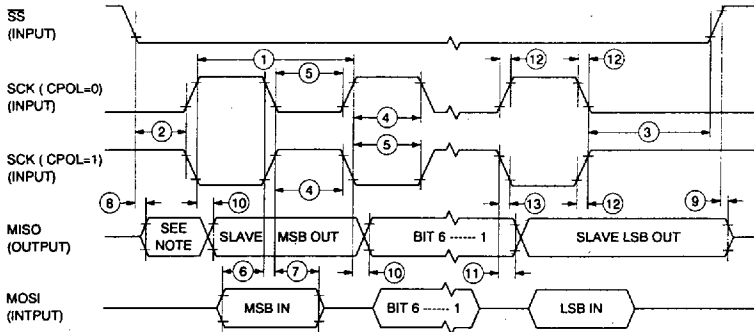 SS
(INPUT)
1
12
12
5
SCK ( CPOL=0)
(INPUT)
4
2
3
5
SCK ( CPOL=1)
(INPUT)
4
13
12
8
10
9
MISO
(OUTPUT)
SEE
NOTE
SLAVE MSB OUT
BIT 6 ------ 1
SLAVE LSB OUT
6
7
10
11
MOSI
(INTPUT)
MSB IN
BIT 6 ------ 1
LSB IN